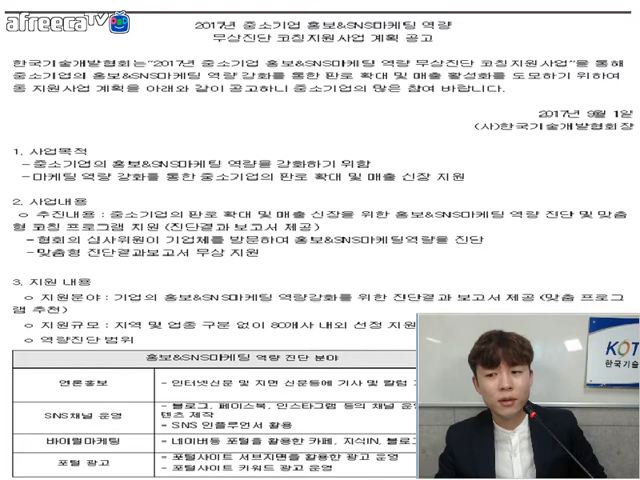 afreecaTV
2017년 중소기업 홍보&SNS마케팅 역량
무상진단 코칭지원사업 계획 공고
한국기술개발협회는"2017년 중소기업 홍보&SNS마케팅 역량 무상진단 코칭지원사업"을 통해
중소기업의 홍보&SNS마케팅 역량 강화를 통한 판로 확대 및 매출 활성화를 도모하기 위하여
동 지원사업 계획을 아래와 같이 공고하니 중소기업의 많은 참여 바랍니다.
2017년 9월 1일
(사)한국기술개발협회장
1. 사업목적
-중소기업의 홍보&SNS마케팅 역량을 강화하기 위함
-마케팅 역량 강화를 통한 중소기업의 판로 확대 및 매출 신장 지원
2. 사업내용
○ 추진내용 : 중소기업의 판로 확대 및 매출 신장을 위한 홍보&SNS마케팅 역량 진단 및 맞춤
형 코칭 프로그램 지원 (진단결과 보고서 제공)
-협회의 심사위원이 기업체를 방문하여 홍보&SNS마케팅역량을 진단
-맞춤형 진단결과보고서 무상 지원
3. 지원 내용
○ 지원분야 : 기업의 홍보&SNS마케팅 역량강화를 위한 진단결과 보고서 제공 (맞춤 프로그
램 추천)
○ 지원규모 : 지역 및 업종 구분 없이 80개사 내외 선정 지원
○ 역량진단 범위
홍보&SNS마케팅 역량 진단 분야
언론홍보
- 인터넷신문 및 지면 신문등에 기사 및 칼럼
SNS채널 운영
- 블로그, 페이스북, 인스타그램 등의 채널 운영
텐츠 제작
- SNS 인플루언서 활용
바이럴마케팅
- 네이버등 포털을 활용한 카페, 지식IN, 블로그
포털 광고
- 포털사이트 서브지면을 활용한 광고 운영
- 포털사이트 키워드 광고 운영
KOT
한국기술